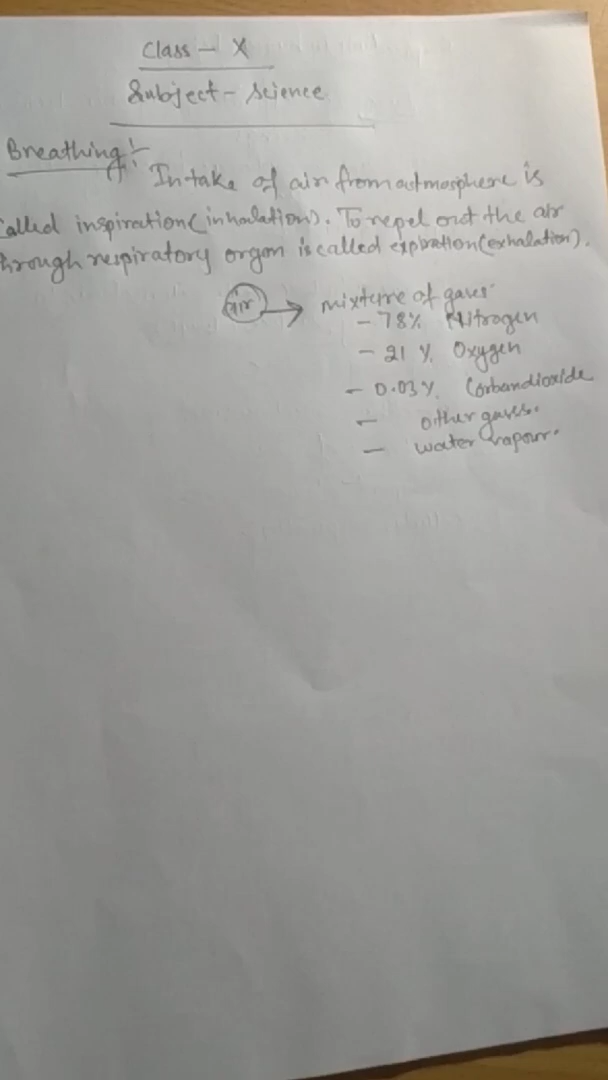 Class - X
Subject - Science
Breathing :-
Intake of air from atmosphere is
called inspiration (inhalation). To repel out the air
through respiratory organ is called expiration (exhalation).
air → mixture of gases
- 78% Nitrogen
- 21 % Oxygen
- 0.03 % Carbandioxide
- other gases.
- water vapour.